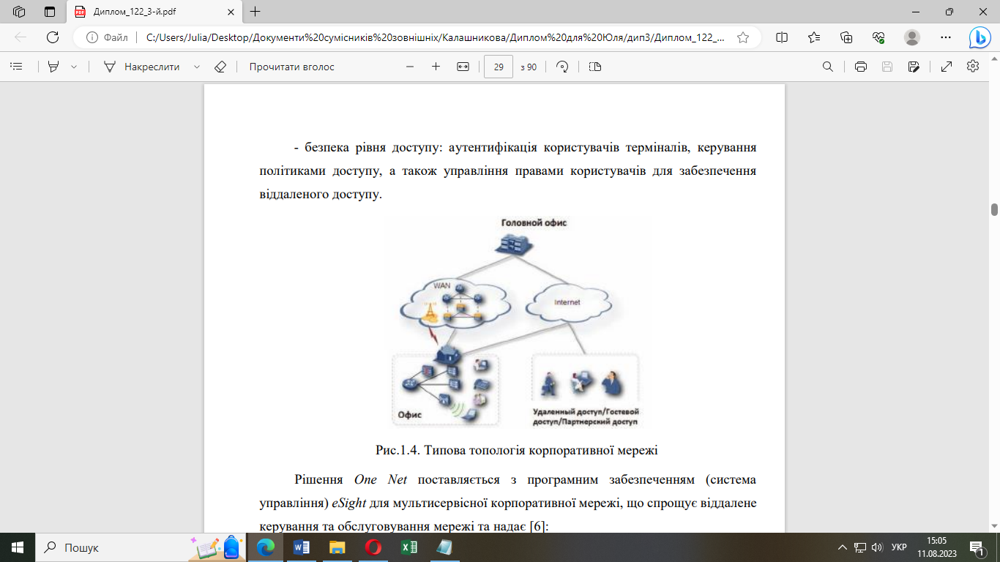 Диплом_122_3-й.pdf
Файл
C:/Users/Julia/Desktop/Документи%20сумісників%20зовнішніх/Калашникова/Диплом%20для%20Юля/дип3/Диплом_122_...
Накреслити
Прочитати вголос
29
з 90
- безпека рівня доступу: аутентифікація користувачів терміналів, керування
політиками доступу, а також управління правами користувачів для забезпечення
віддаленого доступу.
Головной офис
WAN
Internet
Офис
Удаленный доступ/Гостевой
доступ/Партнерский доступ
Рис.1.4. Типова топологія корпоративної мережі
Рішення One Net поставляється з програмним забезпеченням (система
управління) eSight для мультисервісної корпоративної мережі, що спрощує віддалене
керування та обслуговування мережі та надає [6]:
Пошук
УКР
15:05
11.08.2023
1